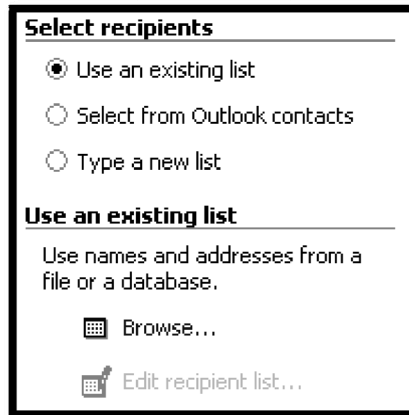 Select recipients
Use an existing list
Select from Outlook contacts
Type a new list
Use an existing list
Use names and addresses from a
file or a database.
Browse...
Edit recipient list...